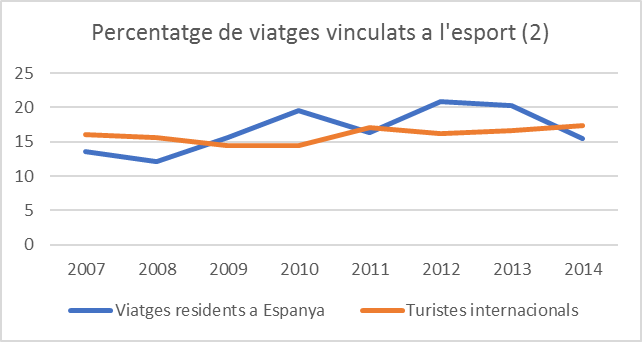 Percentatge de viatges vinculats a l'esport (2)
25
20
15
10
5
0
2007 2008 2009 2010 2011 2012 2013 2014
Viatges residents a Espanya Turistes internacionals